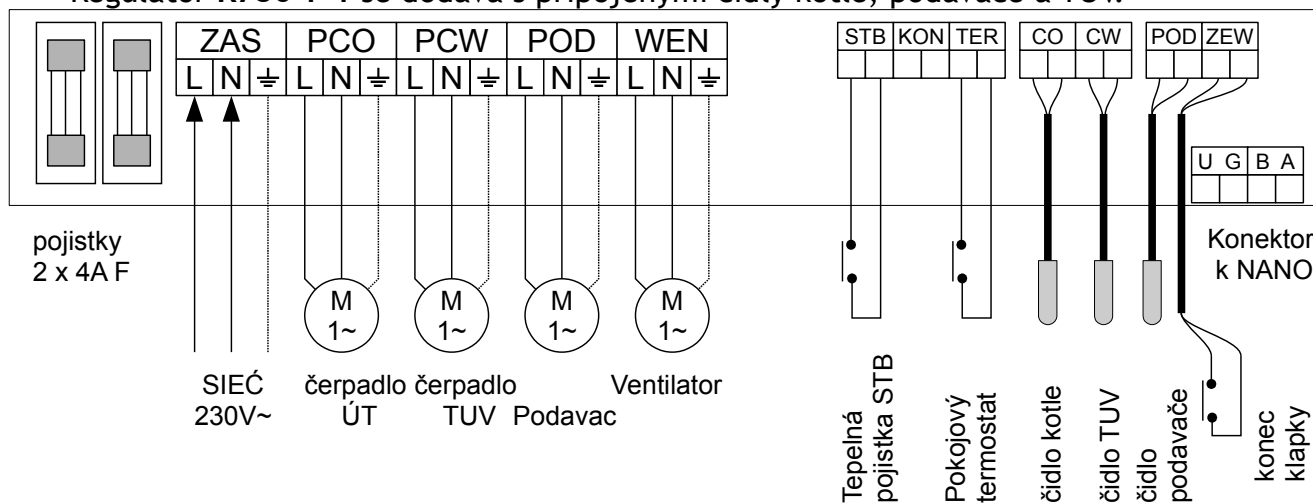 se dodává s připojenými čidly kotle, podavače a TUV.
ZAS PCO PCW POD WEN
L N L N L N L N L N
STB KON TER CO CW POD ZEW
U G B A
pojistky
2 x 4A F
Konektor
k NANO
M
1~
M
1~
M
1~
M
1~
SIEĆ
230V~
čerpadlo
ÚT
čerpadlo
TUV
Podavac
Ventilator
Tepelná
pojistka STB
Pokojový
termostat
čidlo kotle
čidlo TUV
čidlo
podavače
konec
klapky